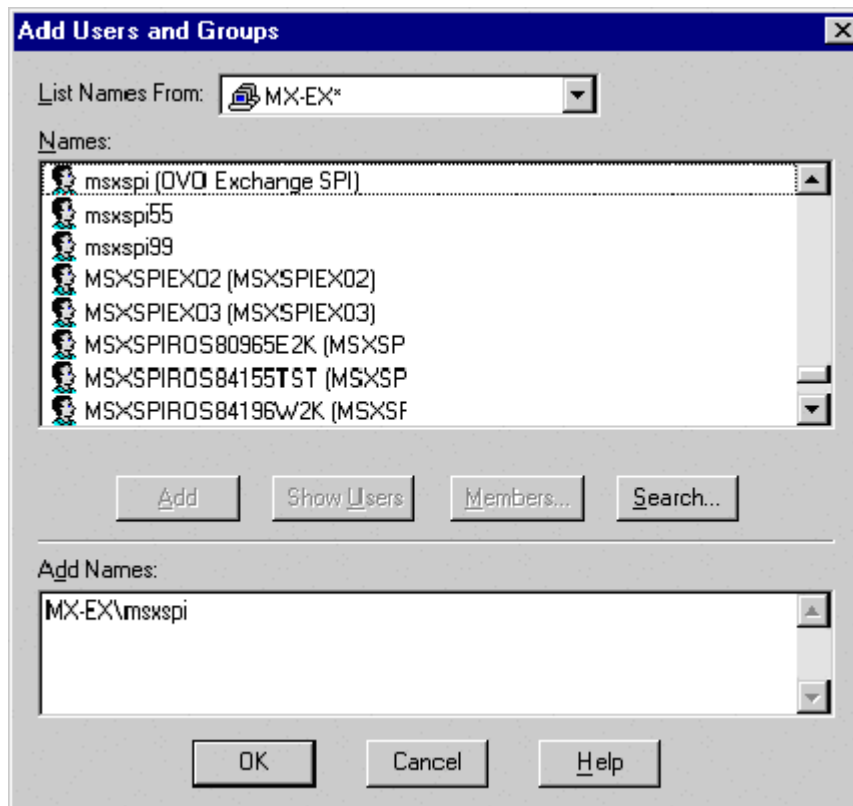 Add Users and Groups
List Names From: MX-EX*
Names:
msxspi (OVO Exchange SPI)
msxspi55
msxspi99
MSXSPIEX02 (MSXSPIEX02)
MSXSPIEX03 (MSXSPIEX03)
MSXSPIROS80965E2K (MSXSP
MSXSPIROS84155TST (MSXSP
MSXSPIROS84196W2K (MSXSP
Add Show Users Members... Search...
Add Names:
MX-EX\msxspi
OK Cancel Help